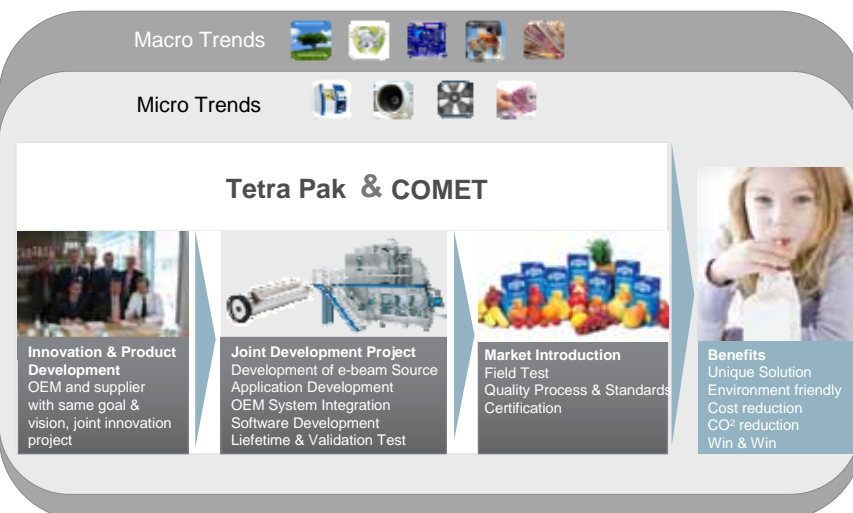 Macro Trends
Micro Trends
Tetra Pak & COMET
Innovation & Product
Development
OEM and supplier
with same goal &
vision, joint innovation
project
Joint Development Project
Development of e-beam Source
Application Development
OEM System Integration
Software Development
Liefetime & Validation Test
Market Introduction
Field Test
Quality Process & Standards
Certification
Benefits
Unique Solution
Environment friendly
Cost reduction
CO² reduction
Win & Win